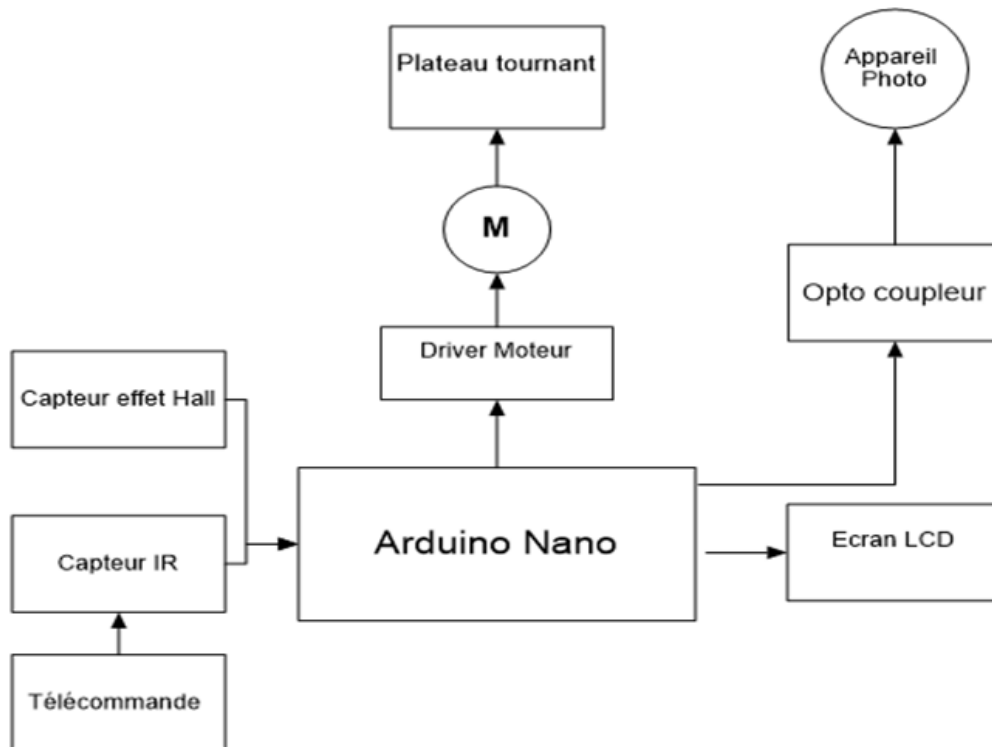 Plateau tournant
Appareil
Photo
M
Opto coupleur
Driver Moteur
Capteur effet Hall
Arduino Nano
Ecran LCD
Capteur IR
Télécommande